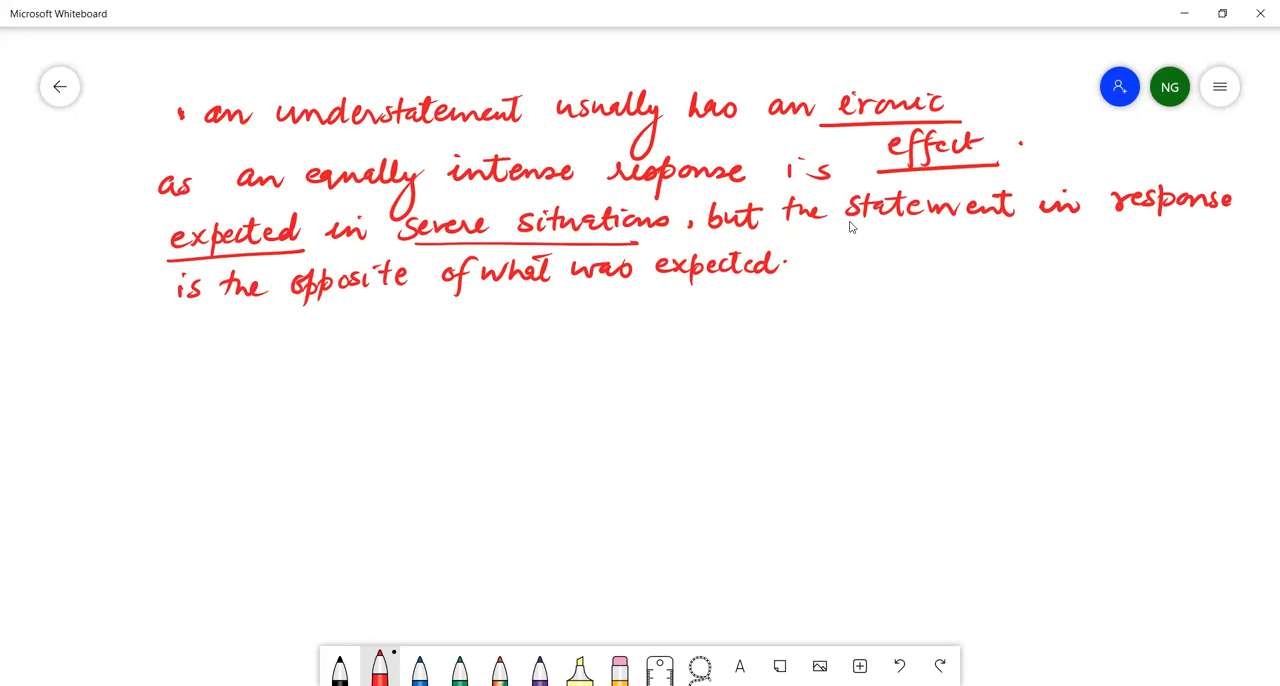 Microsoft Whiteboard
NG
• an understatement usually has an eronic
effect.
as an equally intense response is
expected in severe situations, but the statement in response
is the opposite of what was expected.